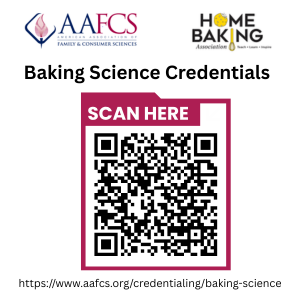 AAFCS
AMERICAN ASSOCIATION OF
FAMILY & CONSUMER SCIENCES
HOME
BAKING
Association Teach • Learn • Inspire
Baking Science Credentials
SCAN HERE
https://www.aafcs.org/credentialing/baking-science